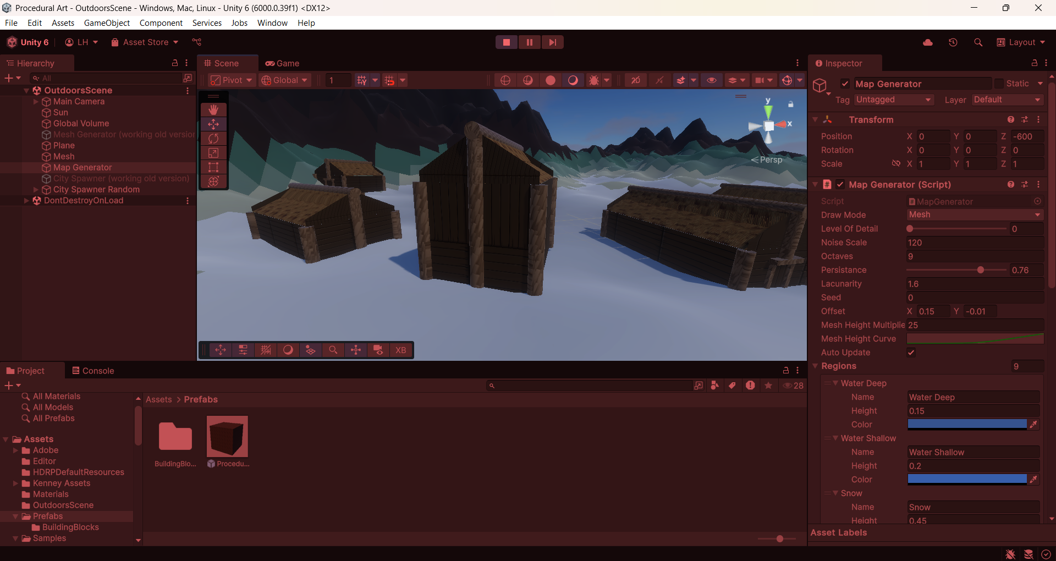 Procedural Art - OutdoorsScene - Windows, Mac, Linux - Unity 6 (6000.0.39f1) <DX12>
File Edit Assets GameObject Component Services Jobs Window Help
Unity 6 LH Asset Store Layout
Hierarchy
All
OutdoorsScene
Main Camera
Sun
Global Volume
Mesh Generator (working old version
Plane
Mesh
Map Generator
City Spawner (working old version)
City Spawner Random
DontDestroyOnLoad
Scene Game
Pivot Global 1 2D
y
x
< Persp
XB
Project Console
28
All Materials
All Models
All Prefabs
Assets
Adobe
Editor
HDRPDefaultResources
Kenney Assets
Materials
OutdoorsScene
Prefabs
BuildingBlocks
Samples
Assets > Prefabs
BuildingBlo... Procedu...
Inspector
Map Generator Static
Tag Untagged Layer Default
Transform
Position X 0 Y 0 Z -600
Rotation X 0 Y 0 Z 0
Scale X 1 Y 1 Z 1
Map Generator (Script)
Script MapGenerator
Draw Mode Mesh
Level Of Detail 0
Noise Scale 120
Octaves 9
Persistance 0.76
Lacunarity 1.6
Seed 0
Offset X 0.15 Y -0.01
Mesh Height Multiplie 25
Mesh Height Curve
Auto Update
Regions 9
Water Deep
Name Water Deep
Height 0.15
Color
Water Shallow
Name Water Shallow
Height 0.2
Color
Snow
Name Snow
Height 0.45
Asset Labels